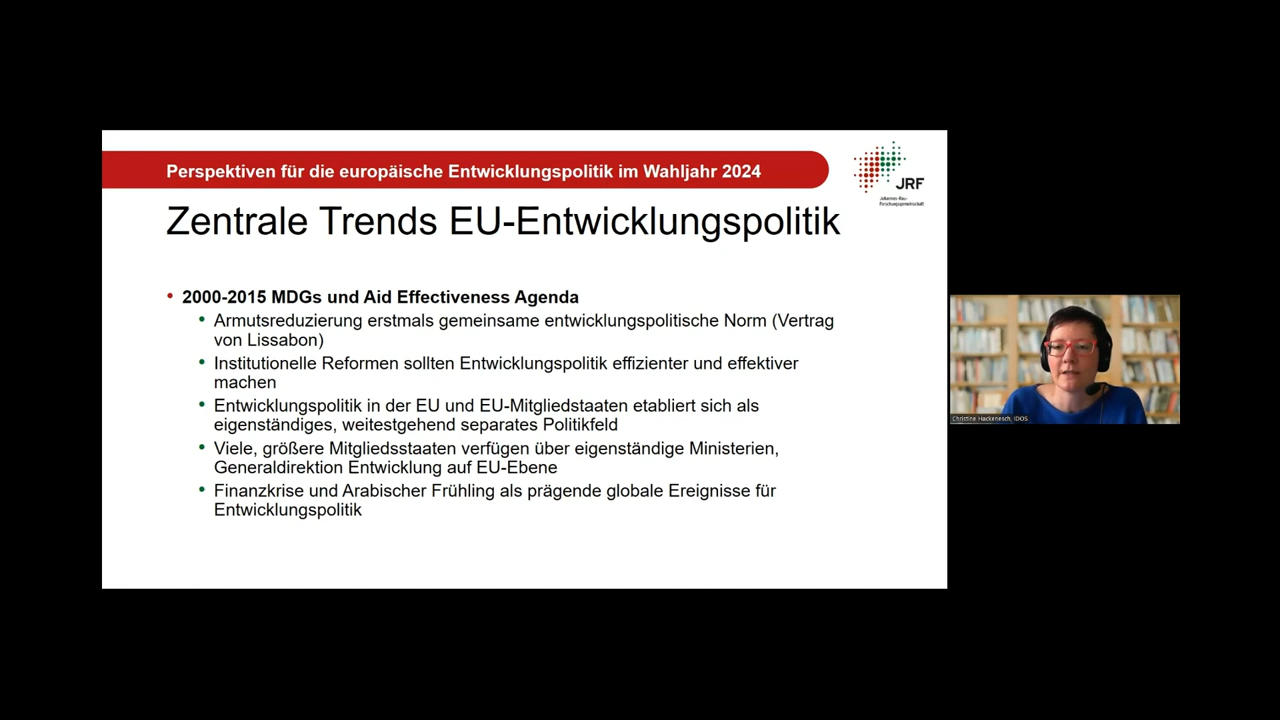 Perspektiven für die europäische Entwicklungspolitik im Wahljahr 2024
JRF
Johannes-Rau-
Forschungsgemeinschaft
Zentrale Trends EU-Entwicklungspolitik
• 2000-2015 MDGs und Aid Effectiveness Agenda
• Armutsreduzierung erstmals gemeinsame entwicklungspolitische Norm (Vertrag
von Lissabon)
• Institutionelle Reformen sollten Entwicklungspolitik effizienter und effektiver
machen
• Entwicklungspolitik in der EU und EU-Mitgliedstaaten etabliert sich als
eigenständiges, weitestgehend separates Politikfeld
• Viele, größere Mitgliedsstaaten verfügen über eigenständige Ministerien,
Generaldirektion Entwicklung auf EU-Ebene
• Finanzkrise und Arabischer Frühling als prägende globale Ereignisse für
Entwicklungspolitik
Christine Hackenesch, IDOS